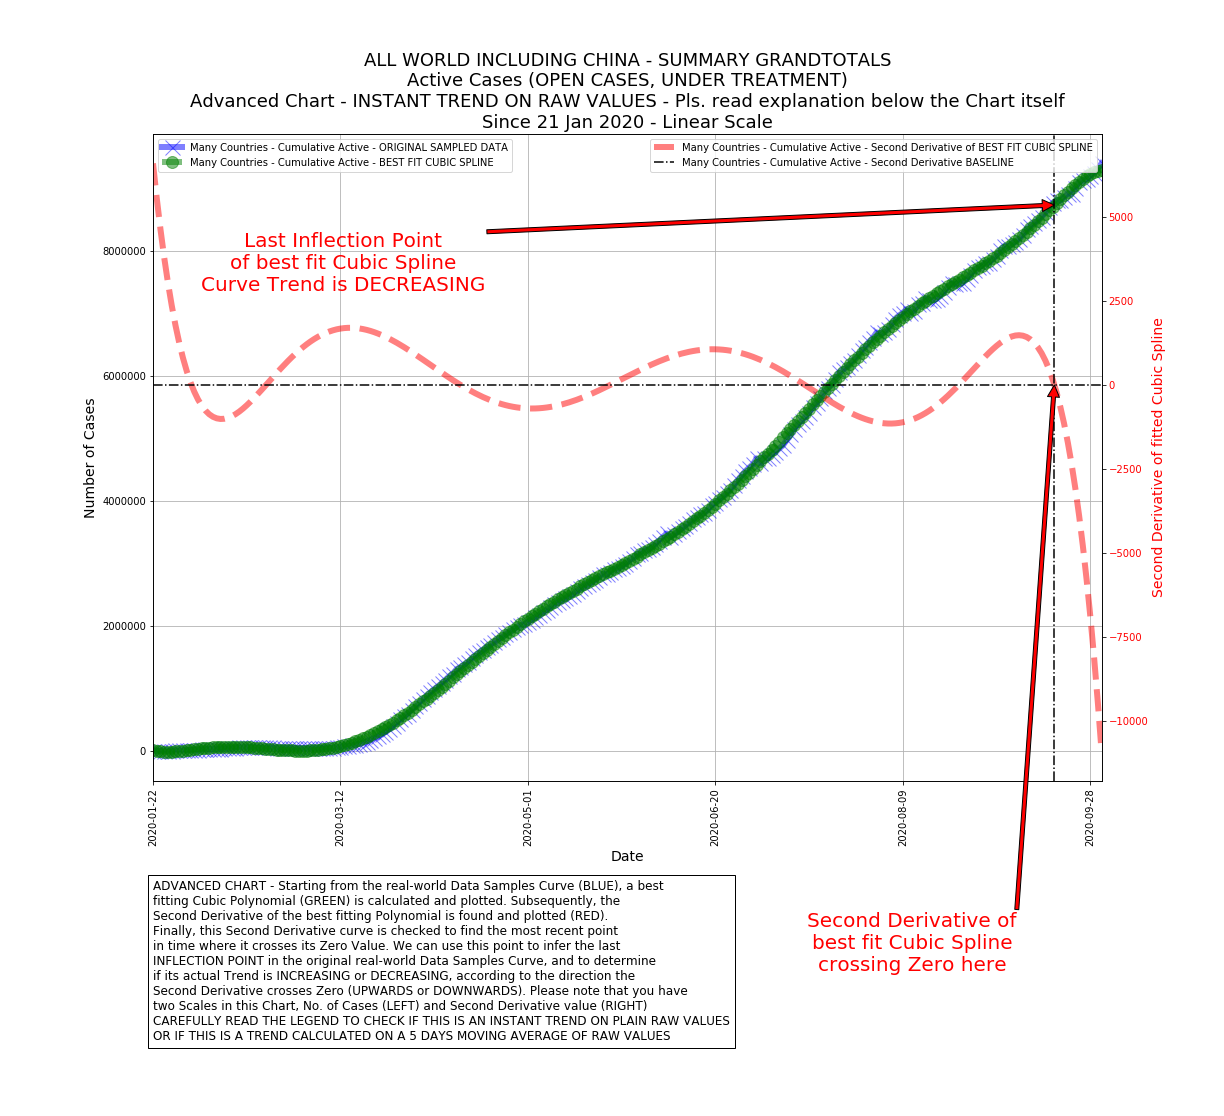 ALL WORLD INCLUDING CHINA - SUMMARY GRANDTOTALS
Active Cases (OPEN CASES, UNDER TREATMENT)
Advanced Chart - INSTANT TREND ON RAW VALUES - Pls. read explanation below the Chart itself
Since 21 Jan 2020 - Linear Scale
Many Countries - Cumulative Active - ORIGINAL SAMPLED DATA
Many Countries - Cumulative Active - BEST FIT CUBIC SPLINE
Many Countries - Cumulative Active - Second Derivative of BEST FIT CUBIC SPLINE
Many Countries - Cumulative Active - Second Derivative BASELINE
Last Inflection Point
of best fit Cubic Spline
Curve Trend is DECREASING
Number of Cases
8000000
6000000
4000000
2000000
0
5000
2500
0
−2500
−5000
−7500
−10000
Second Derivative of fitted Cubic Spline
2020-01-22
2020-03-12
2020-05-01
2020-06-20
2020-08-09
2020-09-28
Date
ADVANCED CHART - Starting from the real-world Data Samples Curve (BLUE), a best
fitting Cubic Polynomial (GREEN) is calculated and plotted. Subsequently, the
Second Derivative of the best fitting Polynomial is found and plotted (RED).
Finally, this Second Derivative curve is checked to find the most recent point
in time where it crosses its Zero Value. We can use this point to infer the last
INFLECTION POINT in the original real-world Data Samples Curve, and to determine
if its actual Trend is INCREASING or DECREASING, according to the direction the
Second Derivative crosses Zero (UPWARDS or DOWNWARDS). Please note that you have
two Scales in this Chart, No. of Cases (LEFT) and Second Derivative value (RIGHT)
CAREFULLY READ THE LEGEND TO CHECK IF THIS IS AN INSTANT TREND ON PLAIN RAW VALUES
OR IF THIS IS A TREND CALCULATED ON A 5 DAYS MOVING AVERAGE OF RAW VALUES
Second Derivative of
best fit Cubic Spline
crossing Zero here